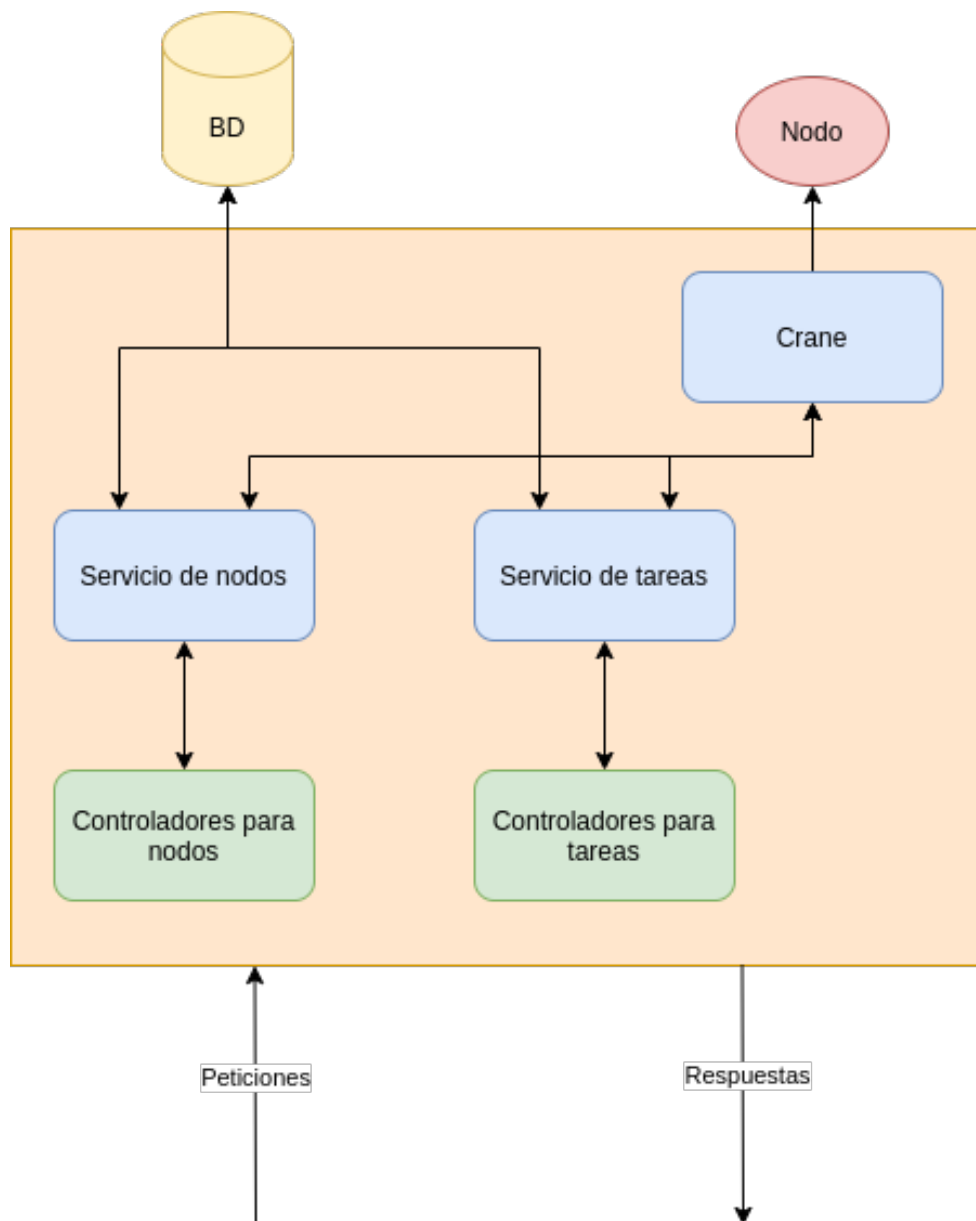 BD
Nodo
Crane
Servicio de nodos
Servicio de tareas
Controladores para
nodos
Controladores para
tareas
Peticiones
Respuestas